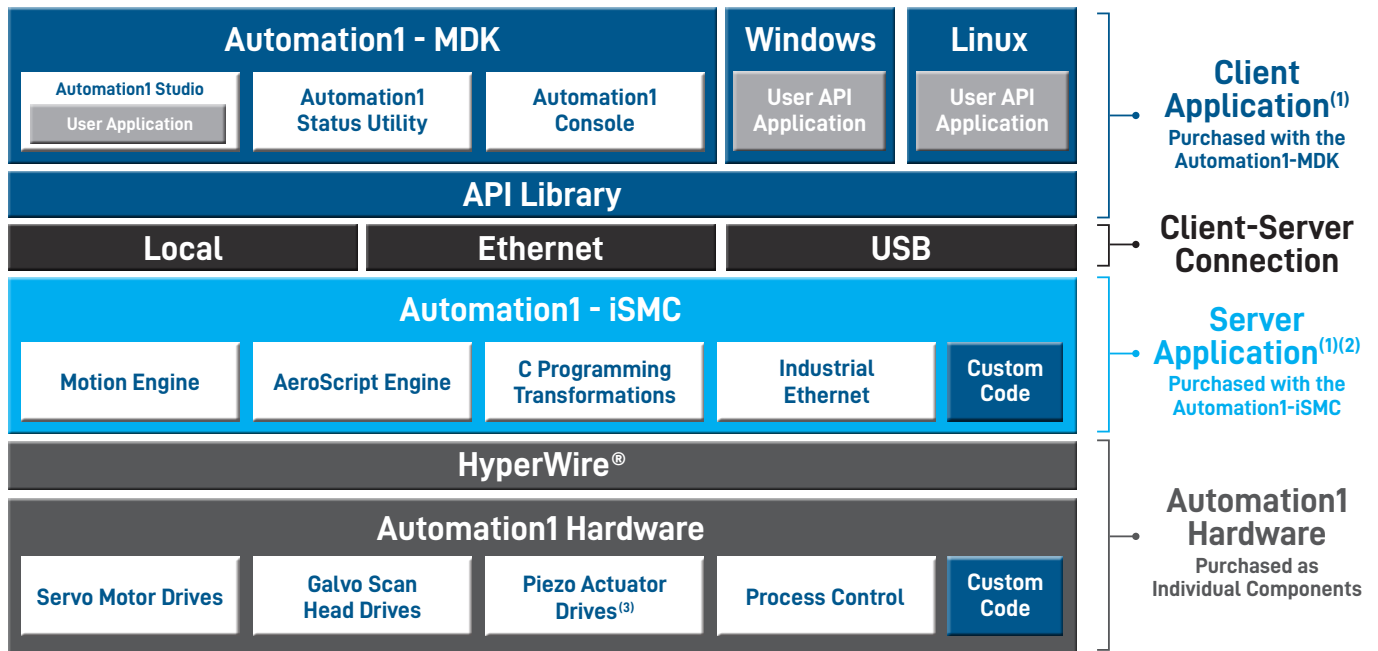 Automation1 - MDK
Windows
Linux
Automation1 Studio
User Application
Automation1
Status Utility
Automation1
Console
User API
Application
User API
Application
API Library
Client
Application(1)
Purchased with the
Automation1-MDK
Local
Ethernet
USB
Client-Server
Connection
Automation1 - iSMC
Motion Engine
AeroScript Engine
C Programming
Transformations
Industrial
Ethernet
Custom
Code
Server
Application(1)(2)
Purchased with the
Automation1-iSMC
HyperWire®
Automation1 Hardware
Servo Motor Drives
Galvo Scan
Head Drives
Piezo Actuator
Drives(3)
Process Control
Custom
Code
Automation1
Hardware
Purchased as
Individual Components